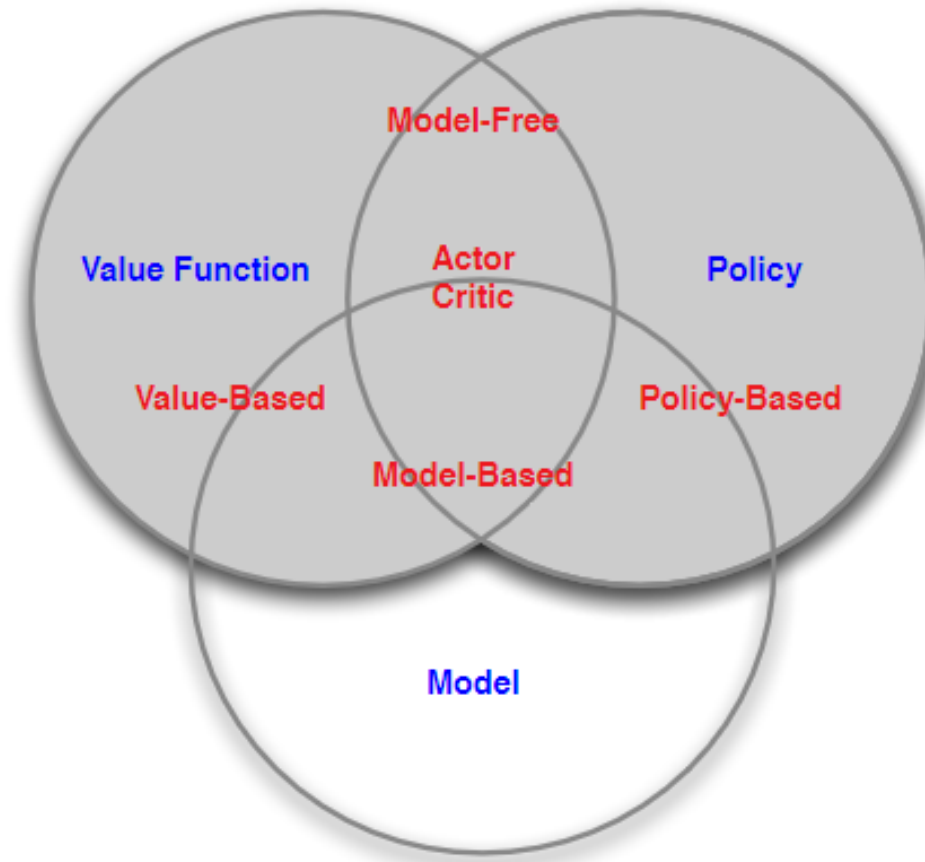 Model-Free
Value Function
Actor
Critic
Policy
Value-Based
Policy-Based
Model-Based
Model